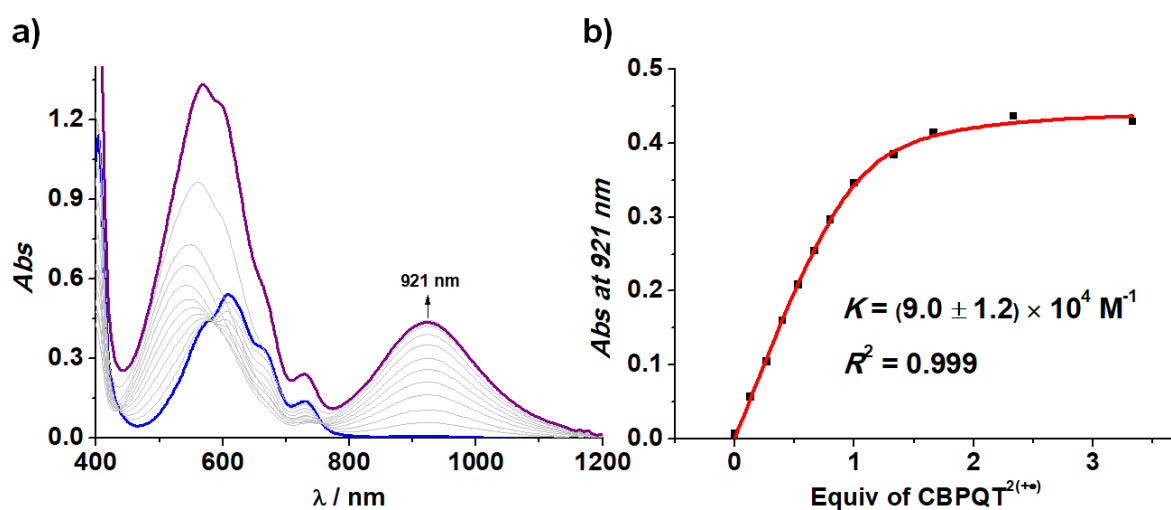 a)
Abs
1.2
0.9
0.6
0.3
0.0
921 nm
400 600 800 1000 1200
λ / nm
b)
Abs at 921 nm
0.5
0.4
0.3
0.2
0.1
0.0
K = (9.0 ± 1.2) × 10⁴ M⁻¹
R² = 0.999
0 1 2 3
Equiv of CBPQT²⁽⁺•⁾